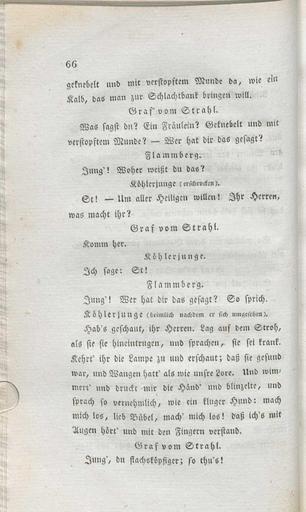 66
geknebelt und mit verstopftem Munde da, wie ein
Kalb, das man zur Schlachtbank bringen will.
Graf vom Strahl.
Was sagst du? Ein Fräulein? Geknebelt und mit
verstopftem Munde? — Wer hat dir das gesagt?
Flammberg.
Jung'! Woher weißt du das?
Köhlerjunge (erschrocken).
St! — Um aller Heiligen willen! Ihr Herren,
was macht ihr?
Graf vom Strahl.
Komm her.
Köhlerjunge.
Ich sage: St!
Flammberg.
Jung'! Wer hat dir das gesagt? So sprich.
Köhlerjunge (heimlich nachdem er sich umgesehen).
Hab's geschaut, ihr Herren. Lag auf dem Stroh,
als sie sie hineintrugen, und sprachen, sie sei krank.
Kehrt' ihr die Lampe zu und erschaut; daß sie gesund
war, und Wangen hatt' als wie unsre Lore. Und wim-
mert' und druckt' mir die Händ' und blinzelte, und
sprach so vernehmlich, wie ein kluger Hund: mach
mich los, lieb Bübel, mach' mich los! daß ich's mit
Augen hört' und mit den Fingern verstand.
Graf vom Strahl.
Jung', du flachsköpfiger; so thu's!